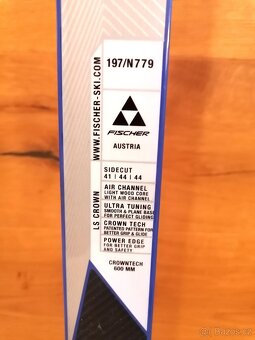 197/N779
WWW.FISCHER-SKI.COM
FISCHER
AUSTRIA
LS CROWN
SIDECUT
41 | 44 | 44
AIR CHANNEL
LIGHT WOOD CORE
WITH AIR CHANNEL
ULTRA TUNING
SMOOTH & PLANE BASE
FOR PERFECT GLIDING
CROWN TECH
PATENTED PATTERN FOR
BETTER GRIP & GLIDE
POWER EDGE
FOR BETTER GRIP
AND SAFETY
CROWNTECH
600 MM